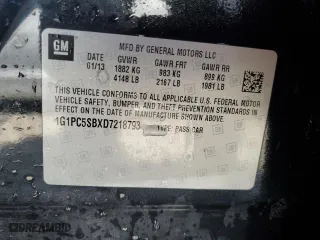 GM
MFD BY GENERAL MOTORS LLC
DATE GVWR GAWR FRT GAWR RR
01/13 1882 KG 983 KG 899 KG
4148 LB 2167 LB 1981 LB
THIS VEHICLE CONFORMS TO ALL APPLICABLE U.S. FEDERAL MOTOR
VEHICLE SAFETY, BUMPER, AND THEFT PREVENTION STANDARDS IN
EFFECT ON THE DATE OF MANUFACTURE SHOWN ABOVE.
1G1PC5SBXD7218793 TYPE: PASS CAR